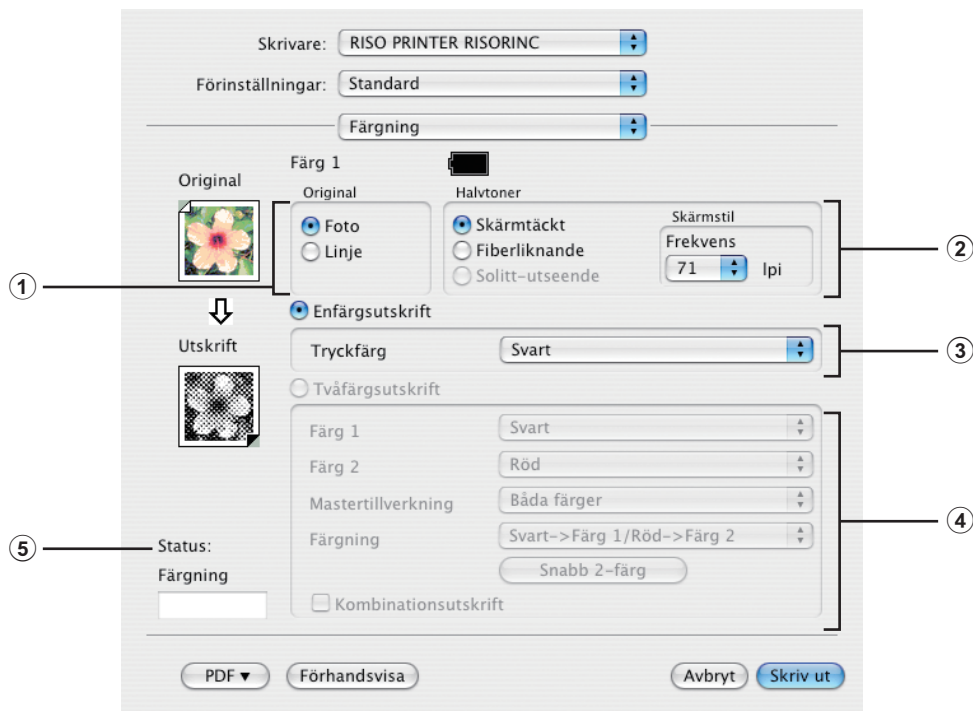 Skrivare: RISO PRINTER RISORINC
Förinställningar: Standard
Färgning
Färg 1
Original
Original
Halvtoner
Foto
Linje
Skärmtäckt
Fiberliknande
Solitt-utseende
Skärmstil
Frekvens
71 lpi
1
2
Enfärgsutskrift
Utskrift
Tryckfärg Svart
3
Tvåfärgsutskrift
Färg 1 Svart
Färg 2 Röd
Mastertillverkning Båda färger
Färgning Svart->Färg 1/Röd->Färg 2
Snabb 2-färg
Kombinationsutskrift
4
5
Status:
Färgning
PDF ▼ Förhandsvisa Avbryt Skriv ut